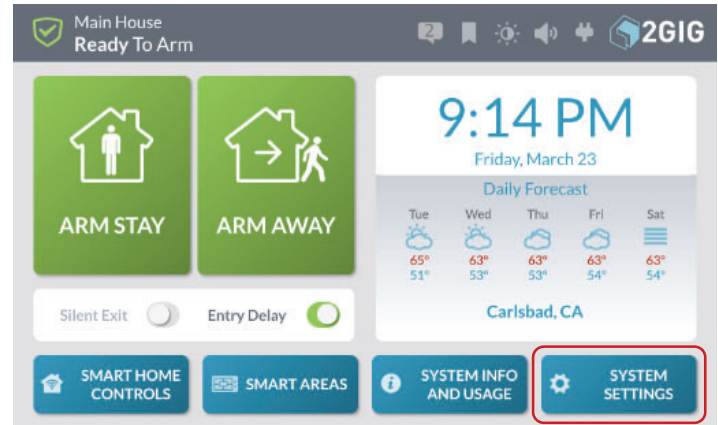 Main House
Ready To Arm
2
2GIG
ARM STAY
ARM AWAY
Silent Exit
Entry Delay
9:14 PM
Friday, March 23
Daily Forecast
Tue Wed Thu Fri Sat
65° 63° 63° 63° 63°
51° 53° 53° 54° 54°
Carlsbad, CA
SMART HOME
CONTROLS
SMART AREAS
SYSTEM INFO
AND USAGE
SYSTEM
SETTINGS